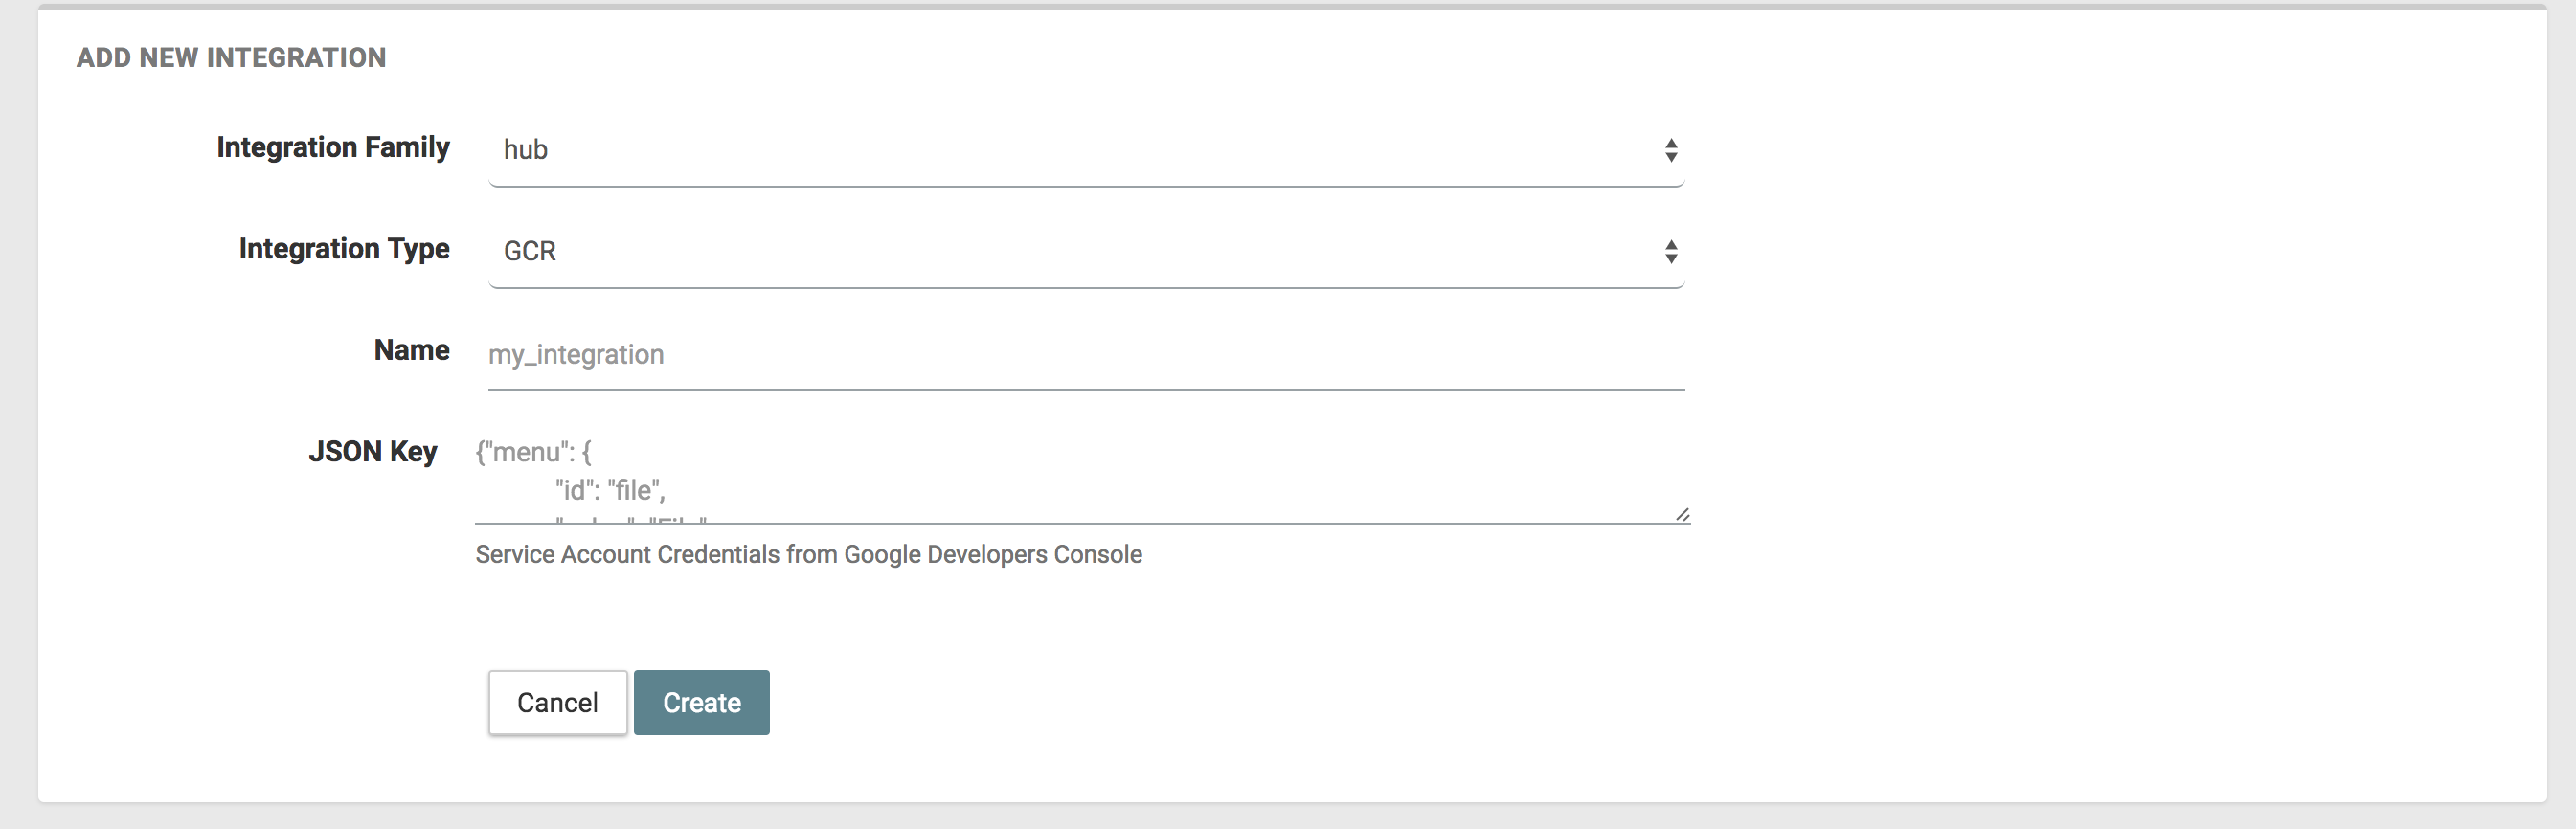 ADD NEW INTEGRATION
Integration Family hub
Integration Type GCR
Name my_integration
JSON Key {"menu": {
"id": "file",
Service Account Credentials from Google Developers Console
Cancel Create